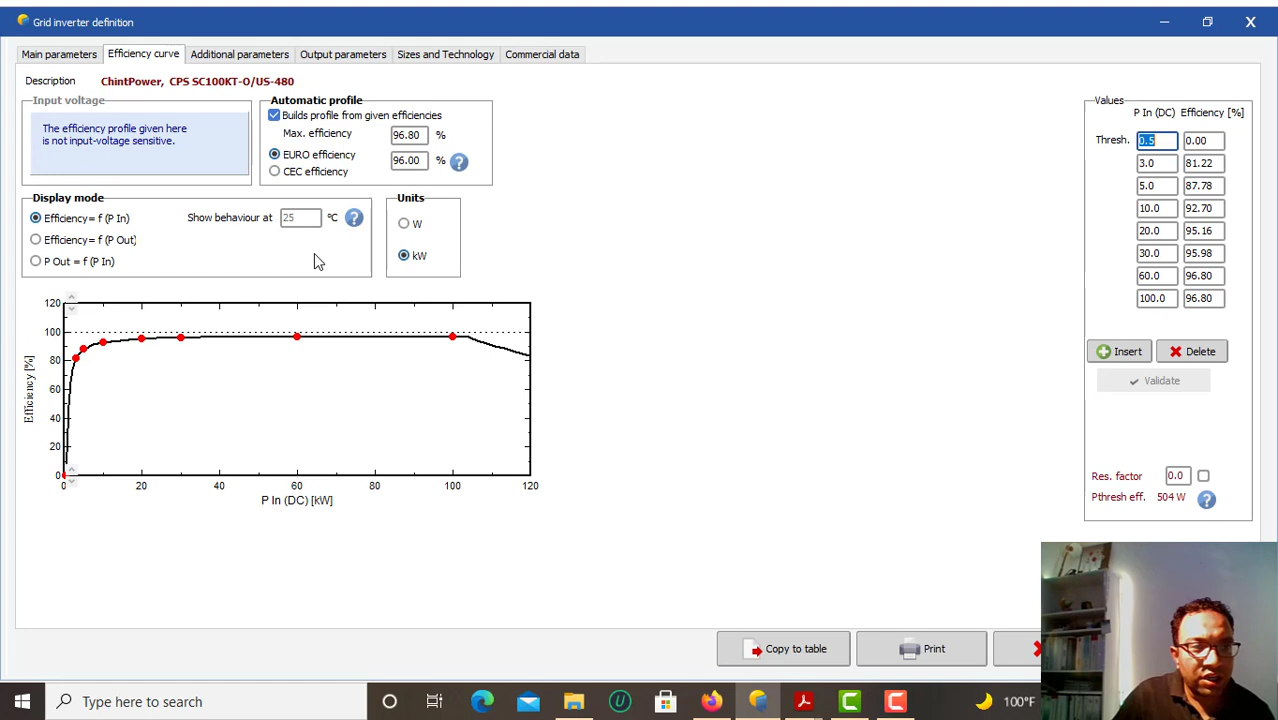 Grid inverter definition
Main parameters Efficiency curve Additional parameters Output parameters Sizes and Technology Commercial data
Description ChintPower, CPS SC100KT-O/US-480
Input voltage
The efficiency profile given here
is not input-voltage sensitive.
Automatic profile
Builds profile from given efficiencies
Max. efficiency 96.80 %
EURO efficiency 96.00 % ?
CEC efficiency
Display mode
Efficiency= f (P In) Show behaviour at 25 °C ?
Efficiency= f (P Out)
P Out = f (P In)
Units
W
kW
Efficiency [%]
120
100
80
60
40
20
0
0 20 40 60 80 100 120
P In (DC) [kW]
Values
P In (DC) Efficiency [%]
Thresh. 0.5 0.00
3.0 81.22
5.0 87.78
10.0 92.70
20.0 95.16
30.0 95.98
60.0 96.80
100.0 96.80
Insert Delete
Validate
Res. factor 0.0
Pthresh eff. 504 W ?
Copy to table Print
Type here to search 100°F